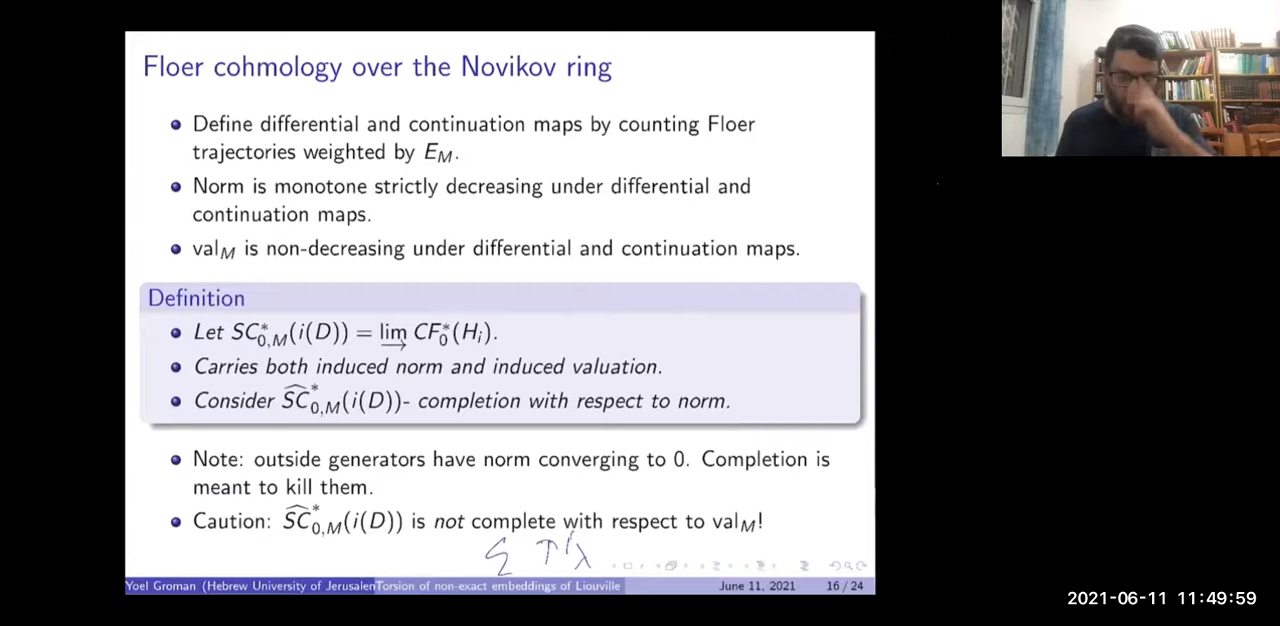 Floer cohmology over the Novikov ring
Define differential and continuation maps by counting Floer
trajectories weighted by E_M.
Norm is monotone strictly decreasing under differential and
continuation maps.
val_M is non-decreasing under differential and continuation maps.
Definition
Let SC*_{0,M}(i(D)) = lim→ CF*_0(H_i).
Carries both induced norm and induced valuation.
Consider \widehat{SC}*_{0,M}(i(D))- completion with respect to norm.
Note: outside generators have norm converging to 0. Completion is
meant to kill them.
Caution: \widehat{SC}*_{0,M}(i(D)) is not complete with respect to val_M!
Yoel Groman (Hebrew University of Jerusalem Torsion of non-exact embeddings of Liouville June 11, 2021 16 / 24
2021-06-11 11:49:59